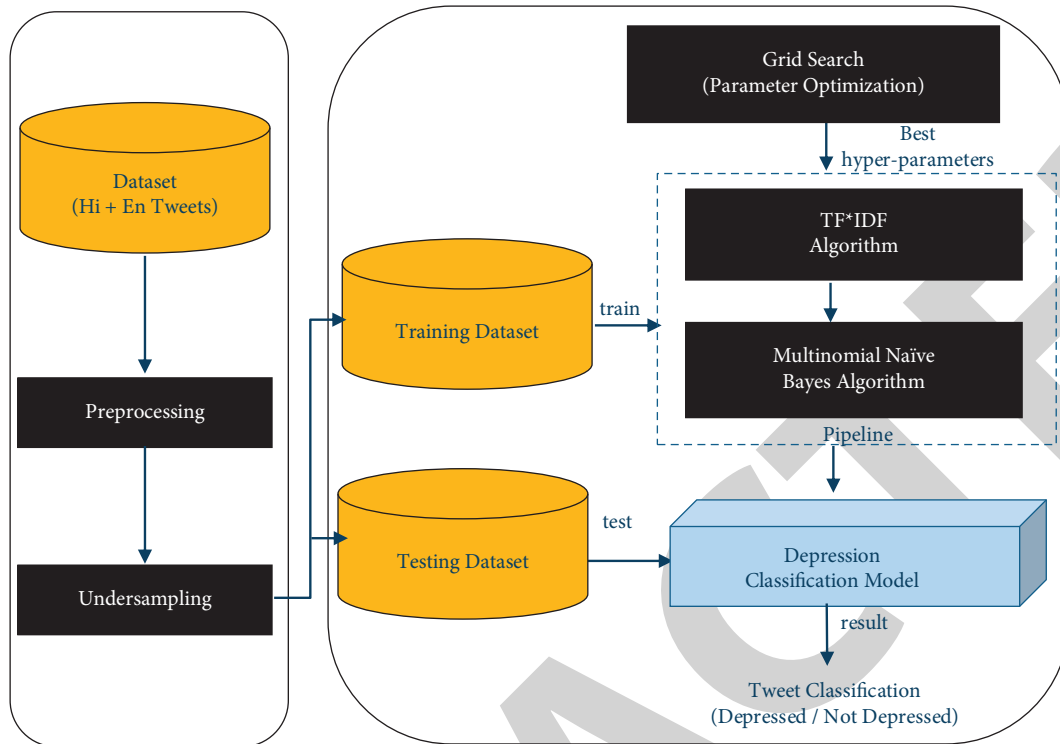 Dataset
(Hi + En Tweets)
Preprocessing
Undersampling
Training Dataset
train
Testing Dataset
test
Grid Search
(Parameter Optimization)
Best
hyper-parameters
TF*IDF
Algorithm
Multinomial Naïve
Bayes Algorithm
Pipeline
Depression
Classification Model
result
Tweet Classification
(Depressed / Not Depressed)